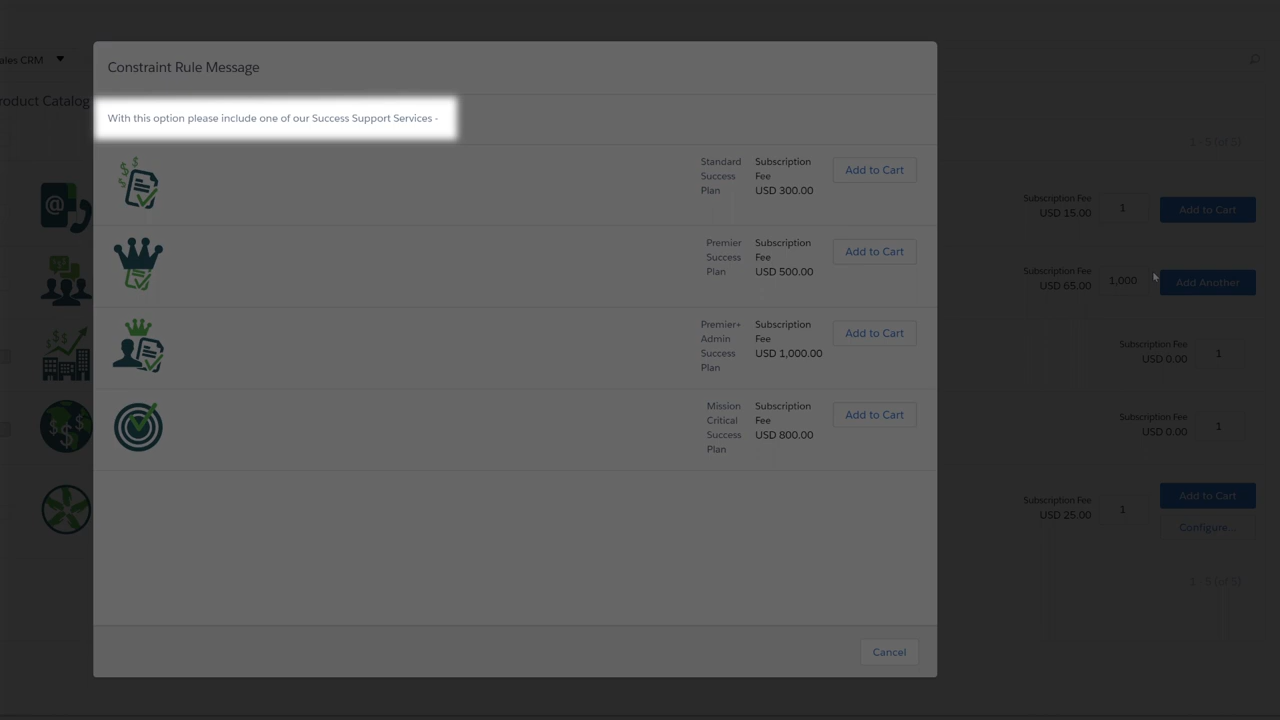 ales CRM
Constraint Rule Message
roduct Catalog
With this option please include one of our Success Support Services -
1 - 5 (of 5)
Standard
Success
Plan
Subscription
Fee
USD 300.00
Add to Cart
Subscription Fee
USD 15.00
1
Add to Cart
Premier
Success
Plan
Subscription
Fee
USD 500.00
Add to Cart
Subscription Fee
USD 65.00
1,000
Add Another
Premier+
Admin
Success
Plan
Subscription
Fee
USD 1,000.00
Add to Cart
Subscription Fee
USD 0.00
1
Mission
Critical
Success
Plan
Subscription
Fee
USD 800.00
Add to Cart
Subscription Fee
USD 0.00
1
Subscription Fee
USD 25.00
1
Add to Cart
Configure...
1 - 5 (of 5)
Cancel